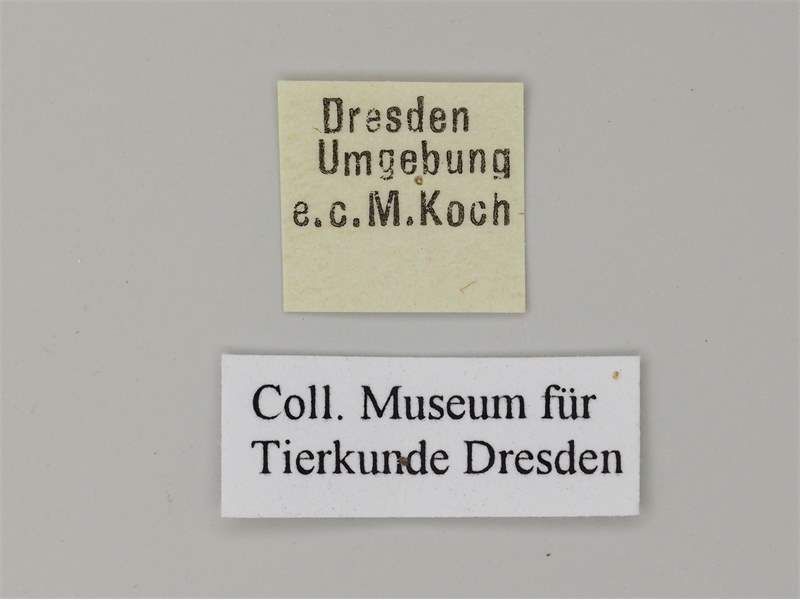 Dresden
Umgebung
e.c.M.Koch
Coll. Museum für
Tierkunde Dresden